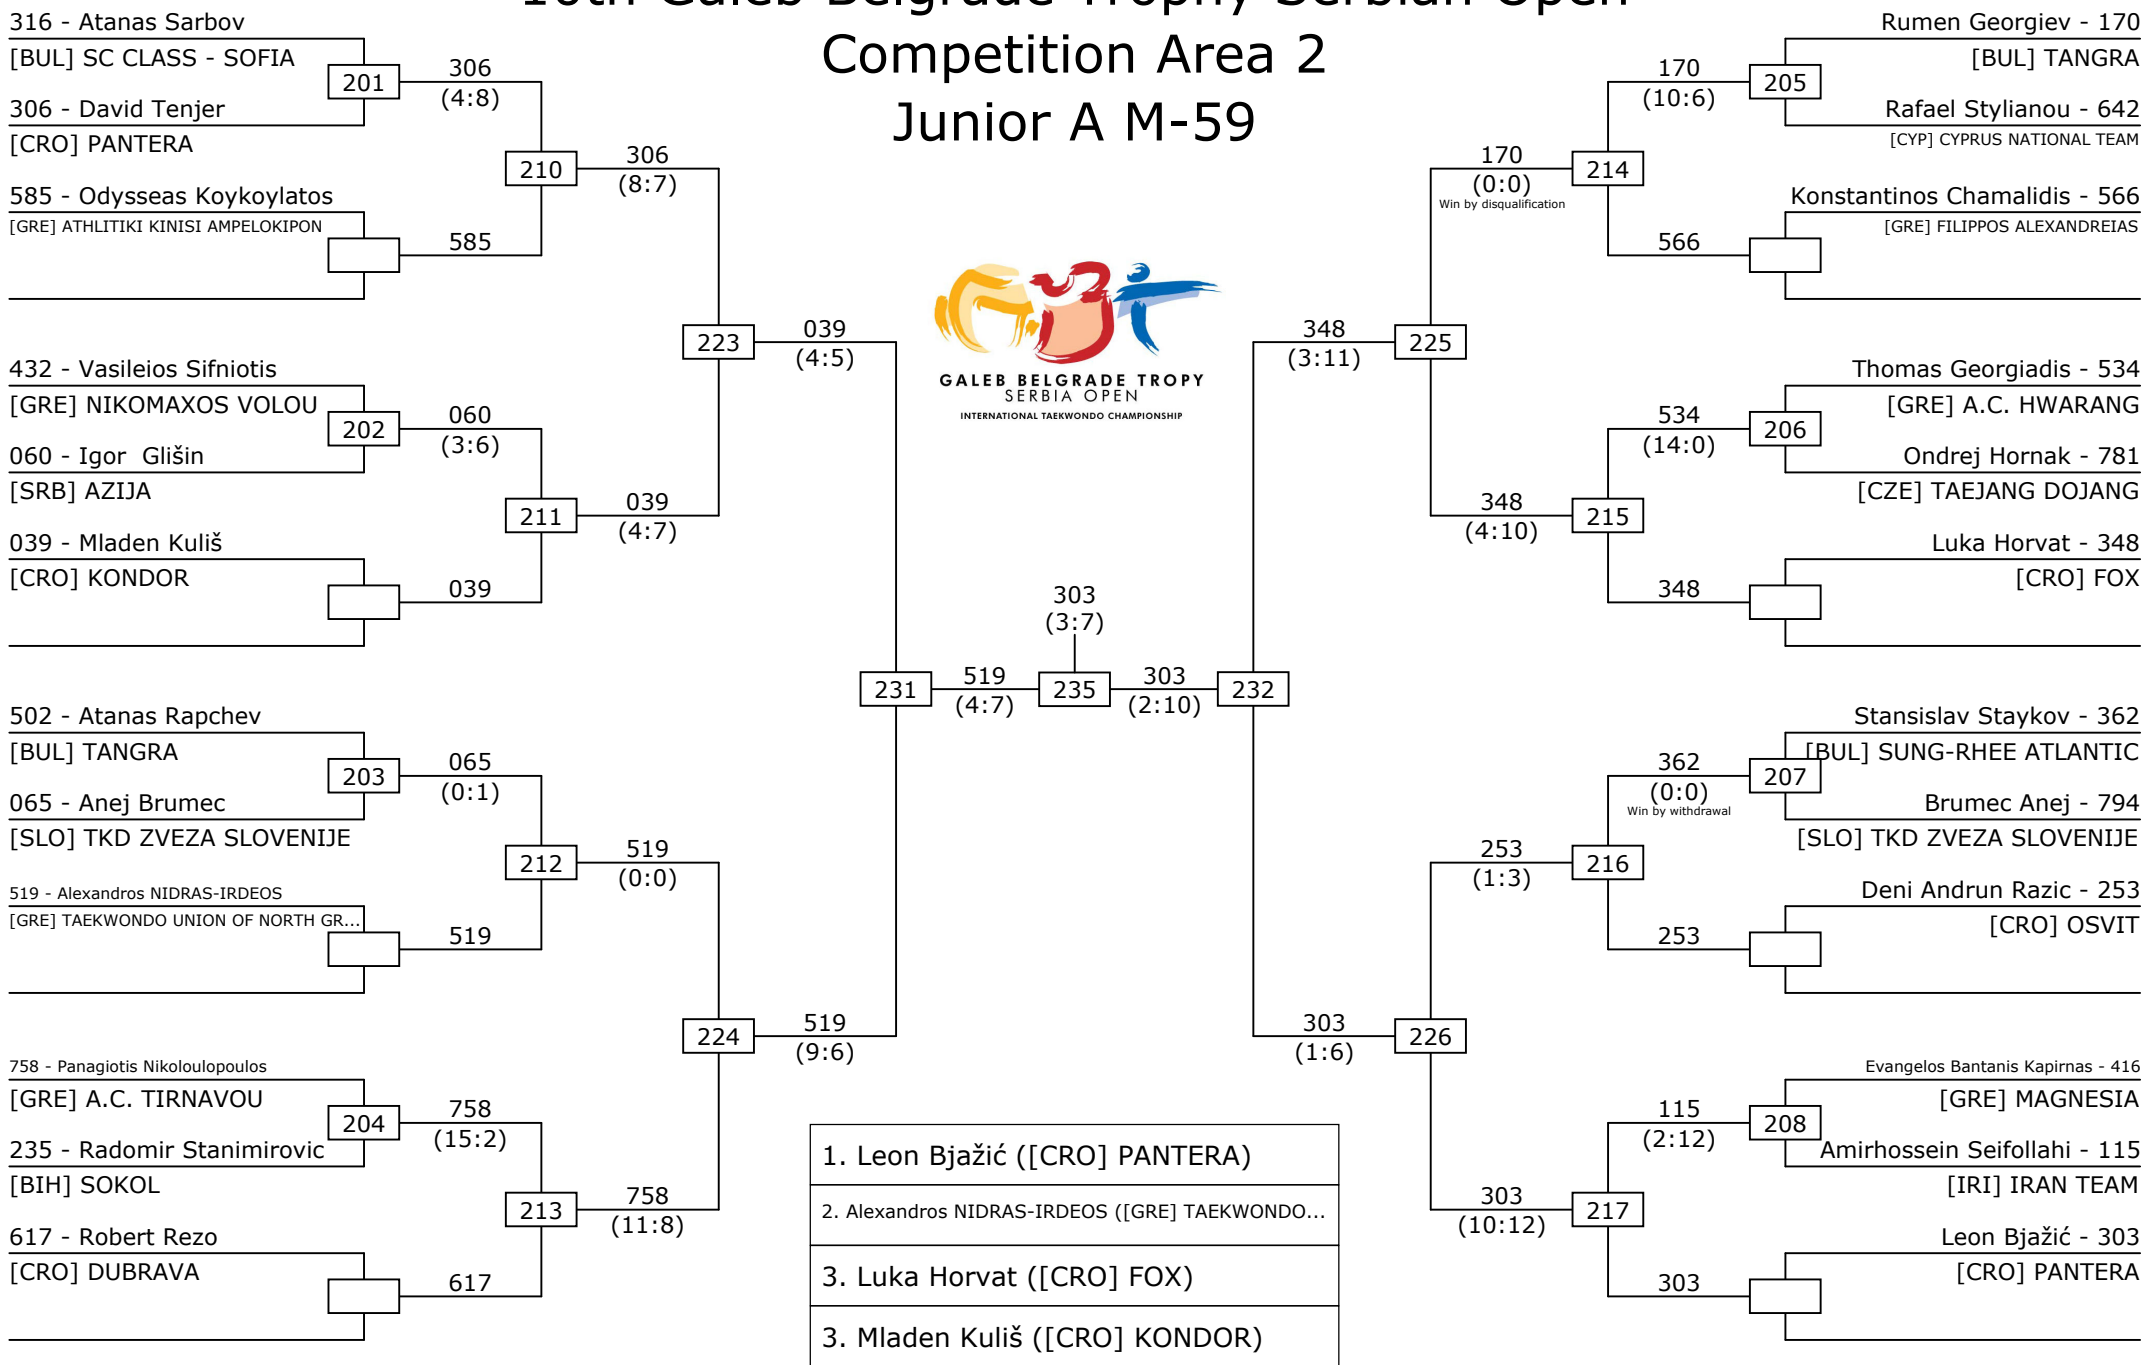 10th Galeb Belgrade Trophy Serbian Open
Competition Area 2
Junior A M-59
316 - Atanas Sarbov
[BUL] SC CLASS - SOFIA
201
306
(4:8)
306 - David Tenjer
[CRO] PANTERA
210
306
(8:7)
585 - Odysseas Koykoylatos
[GRE] ATHLITIKI KINISI AMPELOKIPON
585
223
039
(4:5)
432 - Vasileios Sifniotis
[GRE] NIKOMAXOS VOLOU
202
060
(3:6)
060 - Igor  Glišin
[SRB] AZIJA
211
039
(4:7)
039 - Mladen Kuliš
[CRO] KONDOR
039
231
519
(4:7)
502 - Atanas Rapchev
[BUL] TANGRA
203
065
(0:1)
065 - Anej Brumec
[SLO] TKD ZVEZA SLOVENIJE
212
519
(0:0)
519 - Alexandros NIDRAS-IRDEOS
[GRE] TAEKWONDO UNION OF NORTH GR...
519
224
519
(9:6)
758 - Panagiotis Nikoloulopoulos
[GRE] A.C. TIRNAVOU
204
758
(15:2)
235 - Radomir Stanimirovic
[BIH] SOKOL
213
758
(11:8)
617 - Robert Rezo
[CRO] DUBRAVA
617
GALEB BELGRADE TROPY
SERBIA OPEN
INTERNATIONAL TAEKWONDO CHAMPIONSHIP
303
(3:7)
235
303
(2:10)
232
Rumen Georgiev - 170
[BUL] TANGRA
170
(10:6)
205
Rafael Stylianou - 642
[CYP] CYPRUS NATIONAL TEAM
170
(0:0)
Win by disqualification
214
Konstantinos Chamalidis - 566
[GRE] FILIPPOS ALEXANDREIAS
566
348
(3:11)
225
Thomas Georgiadis - 534
[GRE] A.C. HWARANG
534
(14:0)
206
Ondrej Hornak - 781
[CZE] TAEJANG DOJANG
348
(4:10)
215
Luka Horvat - 348
[CRO] FOX
348
Stansislav Staykov - 362
[BUL] SUNG-RHEE ATLANTIC
362
(0:0)
Win by withdrawal
207
Brumec Anej - 794
[SLO] TKD ZVEZA SLOVENIJE
253
(1:3)
216
Deni Andrun Razic - 253
[CRO] OSVIT
253
303
(1:6)
226
Evangelos Bantanis Kapirnas - 416
[GRE] MAGNESIA
115
(2:12)
208
Amirhossein Seifollahi - 115
[IRI] IRAN TEAM
303
(10:12)
217
Leon Bjažić - 303
[CRO] PANTERA
303
1. Leon Bjažić ([CRO] PANTERA)
2. Alexandros NIDRAS-IRDEOS ([GRE] TAEKWONDO...
3. Luka Horvat ([CRO] FOX)
3. Mladen Kuliš ([CRO] KONDOR)